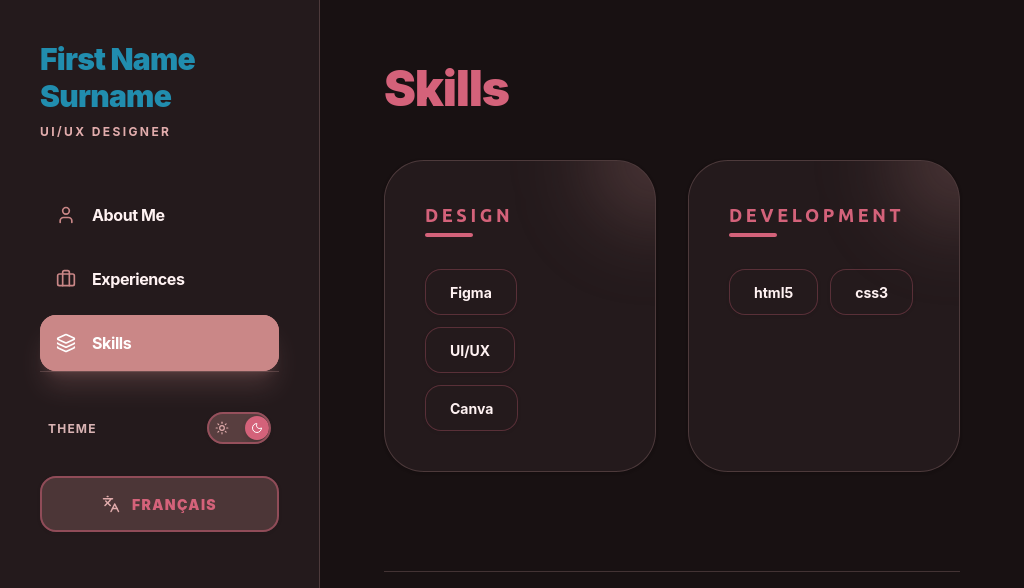 First Name
Surname
UI/UX DESIGNER
About Me
Experiences
Skills
THEME
FRANÇAIS
Skills
DESIGN
Figma
UI/UX
Canva
DEVELOPMENT
html5 css3